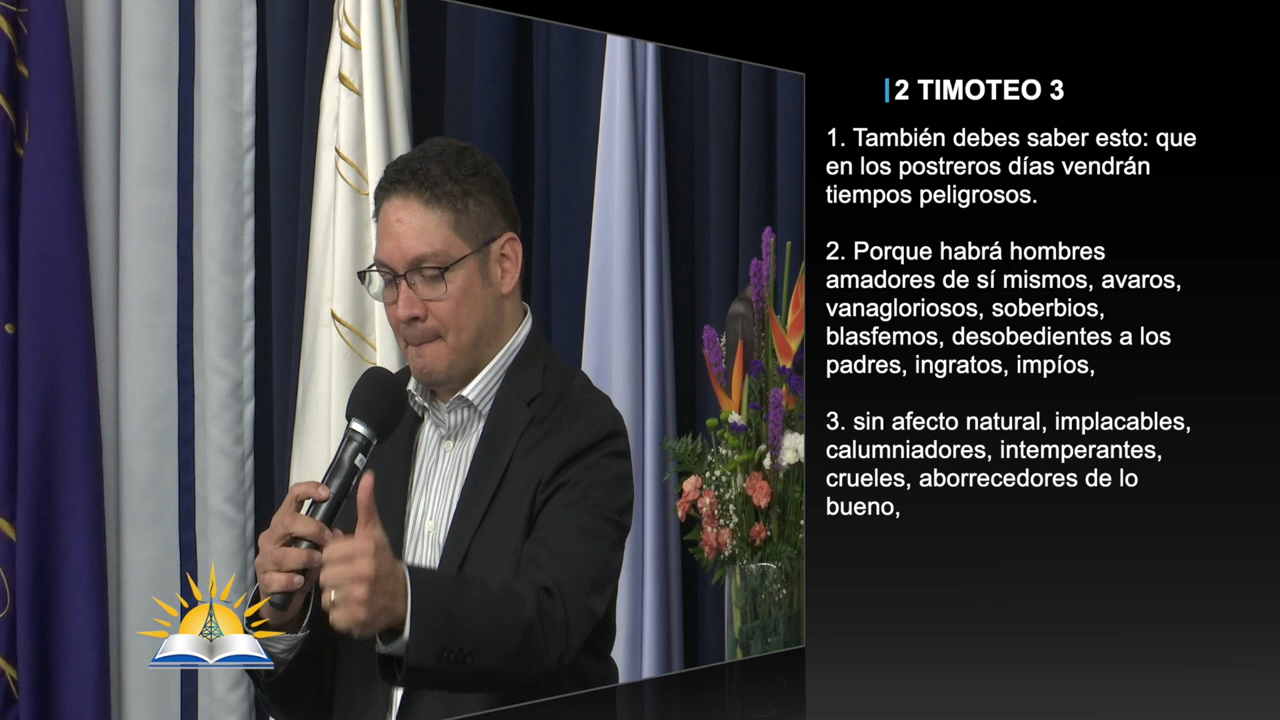 2 TIMOTEO 3
1. También debes saber esto: que
en los postreros días vendrán
tiempos peligrosos.
2. Porque habrá hombres
amadores de sí mismos, avaros,
vanagloriosos, soberbios,
blasfemos, desobedientes a los
padres, ingratos, impíos,
3. sin afecto natural, implacables,
calumniadores, intemperantes,
crueles, aborrecedores de lo
bueno,